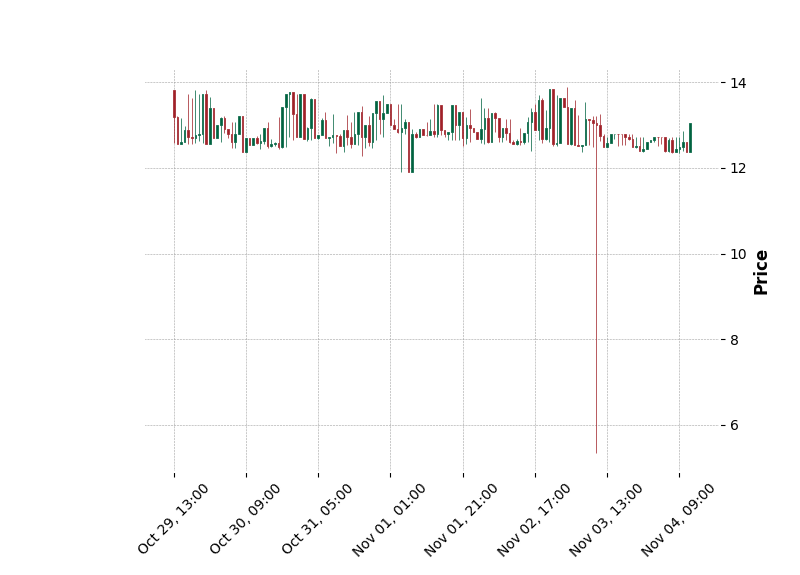 14
12
10
8
6
Price
Oct 29, 13:00
Oct 30, 09:00
Oct 31, 05:00
Nov 01, 01:00
Nov 01, 21:00
Nov 02, 17:00
Nov 03, 13:00
Nov 04, 09:00